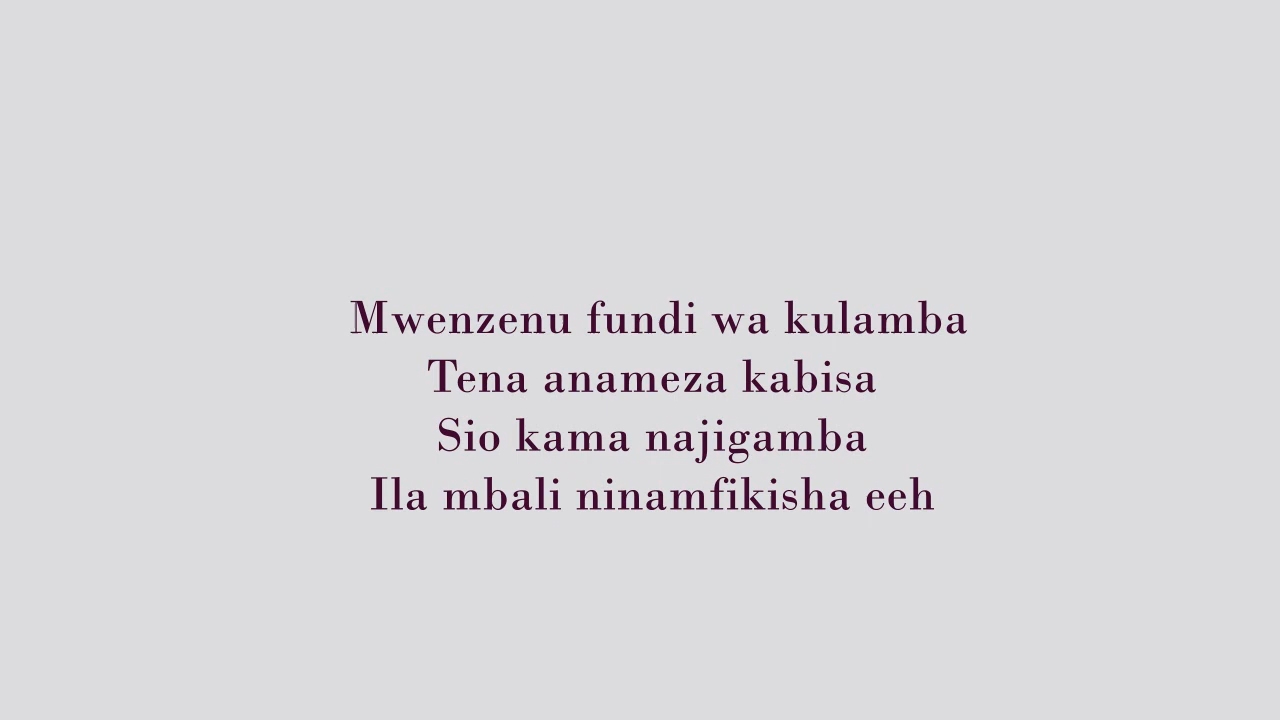 Mwenzenu fundi wa kulamba
Tena anameza kabisa
Sio kama najigamba
Ila mbali ninamfikisha eeh